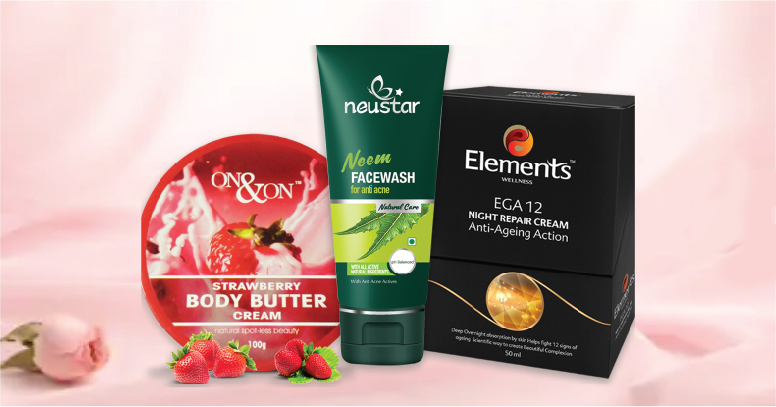 ON&ON™
STRAWBERRY
BODY BUTTER
CREAM
natural spot-less beauty
100g
neustar
Neem
FACEWASH
for anti acne
Natural Care
pH Balanced
WITH ALL ACTIVE
NATURAL INGREDIENTS
With Anti Acne Actives
Elements™
WELLNESS
EGA 12
NIGHT REPAIR CREAM
Anti-Ageing Action
Deep Overnight absorption by skin Helps fight 12 signs of
ageing scientific way to create Beautiful Complexion
50 ml